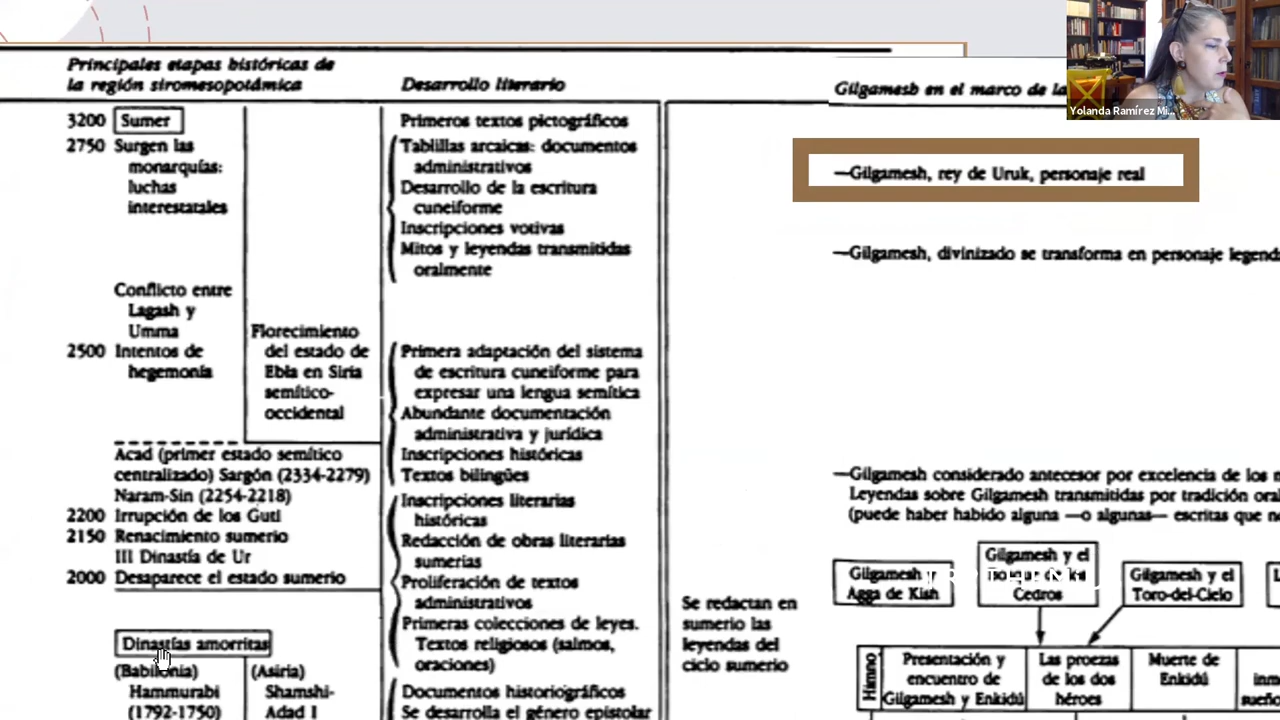 Principales etapas históricas de
la región siromesopotámica
3200 Sumer
2750 Surgen las
monarquías:
luchas
interestatales
Conflicto entre
Lagash y
Umma
2500 Intentos de
hegemonía
Florecimiento
del estado de
Ebla en Siria
semítico-
occidental
Acad (primer estado semítico
centralizado) Sargón (2334-2279)
Naram-Sin (2254-2218)
2200 Irrupción de los Guti
2150 Renacimiento sumerio
III Dinastía de Ur
2000 Desaparece el estado sumerio
Dinastías amorritas
(Babilonia)
Hammurabi
(1792-1750)
(Asiria)
Shamshi-
Adad I
Desarrollo literario
Primeros textos pictográficos
Tablillas arcaicas: documentos
administrativos
Desarrollo de la escritura
cuneiforme
Inscripciones votivas
Mitos y leyendas transmitidas
oralmente
Primera adaptación del sistema
de escritura cuneiforme para
expresar una lengua semítica
Abundante documentación
administrativa y jurídica
Inscripciones históricas
Textos bilingües
Inscripciones literarias
históricas
Redacción de obras literarias
sumerias
Proliferación de textos
administrativos
Primeras colecciones de leyes.
Textos religiosos (salmos,
oraciones)
Documentos historiográficos
Se desarrolla el género epistolar
Se redactan en
sumerio las
leyendas del
ciclo sumerio
Gilgamesh en el marco de la
—Gilgamesh, rey de Uruk, personaje real
—Gilgamesh, divinizado se transforma en personaje legend
—Gilgamesh considerado antecesor por excelencia de los
Leyendas sobre Gilgamesh transmitidas por tradición oral
(puede haber habido alguna —o algunas— escritas que
Gilgamesh
Agga de Kish
Gilgamesh y el
Cedros
Gilgamesh y el
Toro-del-Cielo
Himno
Presentación y
encuentro de
Gilgamesh y Enkidú
Las proezas
de los dos
héroes
Muerte de
Enkidú
Yolanda Ramírez Mi...